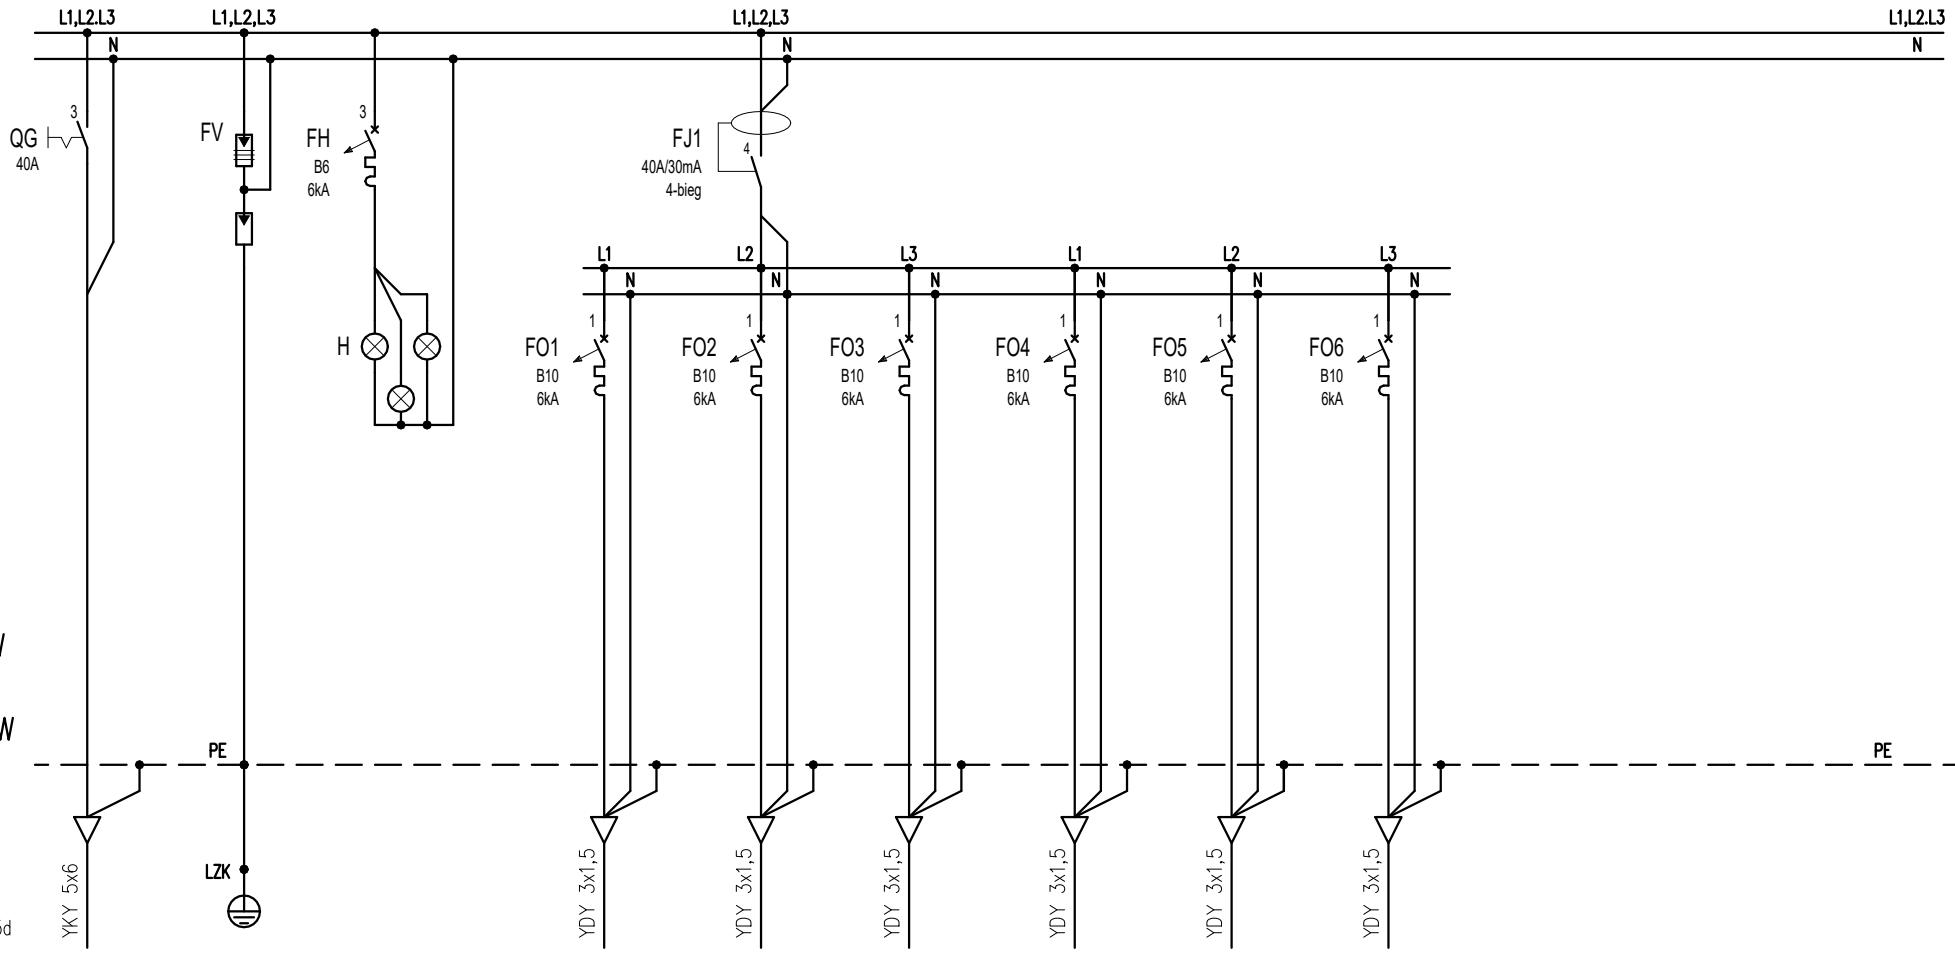 L1,L2.L3
L1,L2,L3
L1,L2,L3
L1,L2.L3
N
N
N
3
QG
40A
FV
3
FH
B6
6kA
H
FJ1
40A/30mA
4-bieg
4
L1
L2
L3
L1
L2
L3
N
N
N
N
N
N
1
FO1
B10
6kA
1
FO2
B10
6kA
1
FO3
B10
6kA
1
FO4
B10
6kA
1
FO5
B10
6kA
1
FO6
B10
6kA
W
PE
PE
LZK
YKY 5x6
YDY 3x1,5
YDY 3x1,5
YDY 3x1,5
YDY 3x1,5
YDY 3x1,5
YDY 3x1,5